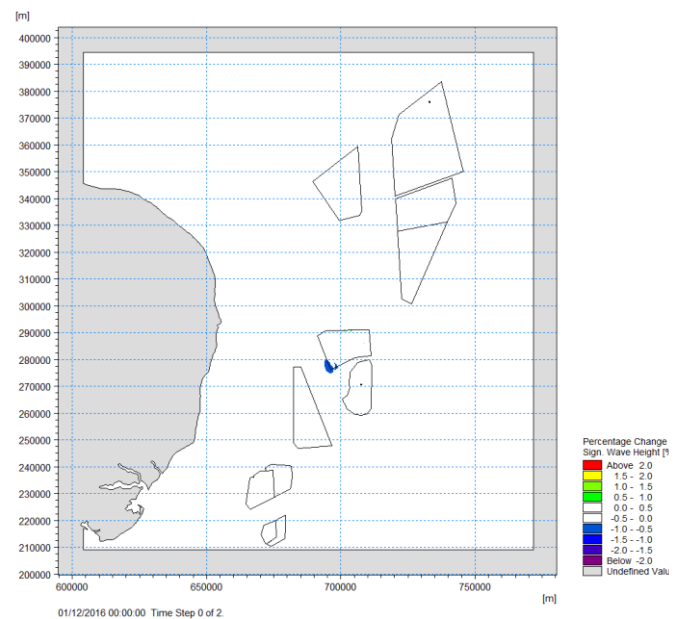 [m]
400000
390000
380000
370000
360000
350000
340000
330000
320000
310000
300000
290000
280000
270000
260000
250000
240000
230000
220000
210000
200000
600000 650000 700000 750000
[m]
01/12/2016 00:00:00 Time Step 0 of 2.
Percentage Change
Sign. Wave Height [%
Above 2.0
1.5 - 2.0
1.0 - 1.5
0.5 - 1.0
0.0 - 0.5
-0.5 - 0.0
-1.0 - -0.5
-1.5 - -1.0
-2.0 - -1.5
Below -2.0
Undefined Valu